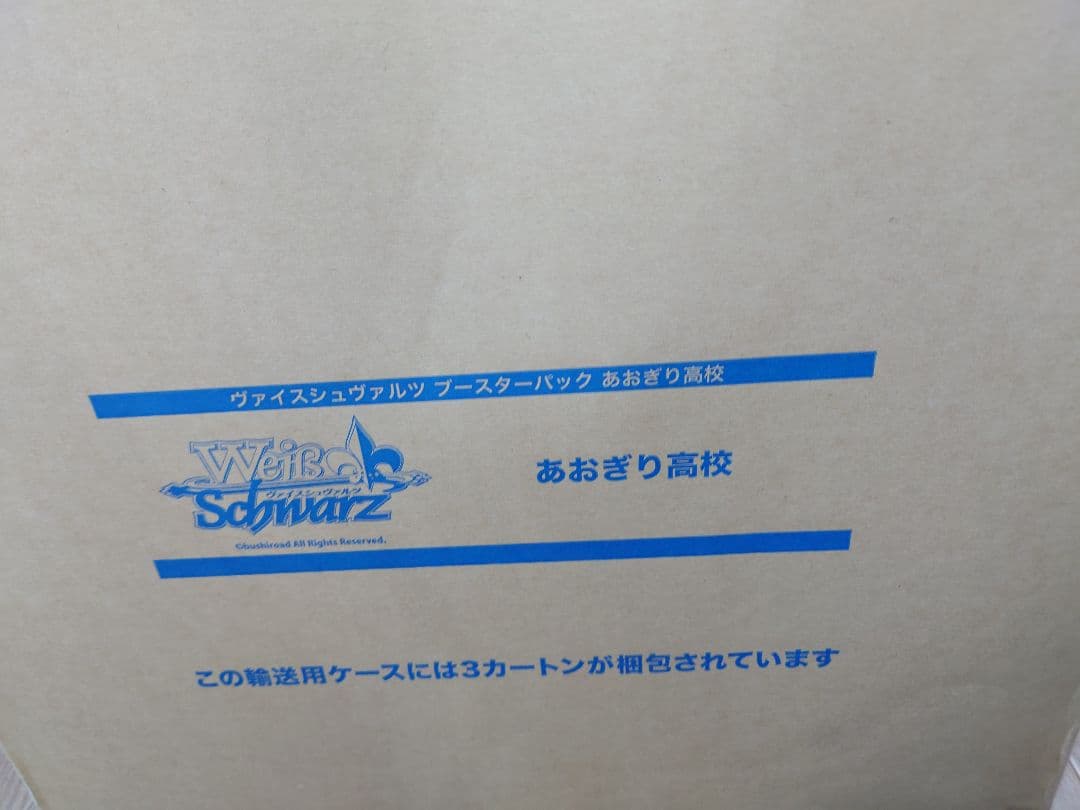 ヴァイスシュヴァルツ ブースターパック あおぎり高校
Weiß
ヴァイスシュヴァルツ
Schwarz
©bushiroad All Rights Reserved.
あおぎり高校
この輸送用ケースには3カートンが梱包されています